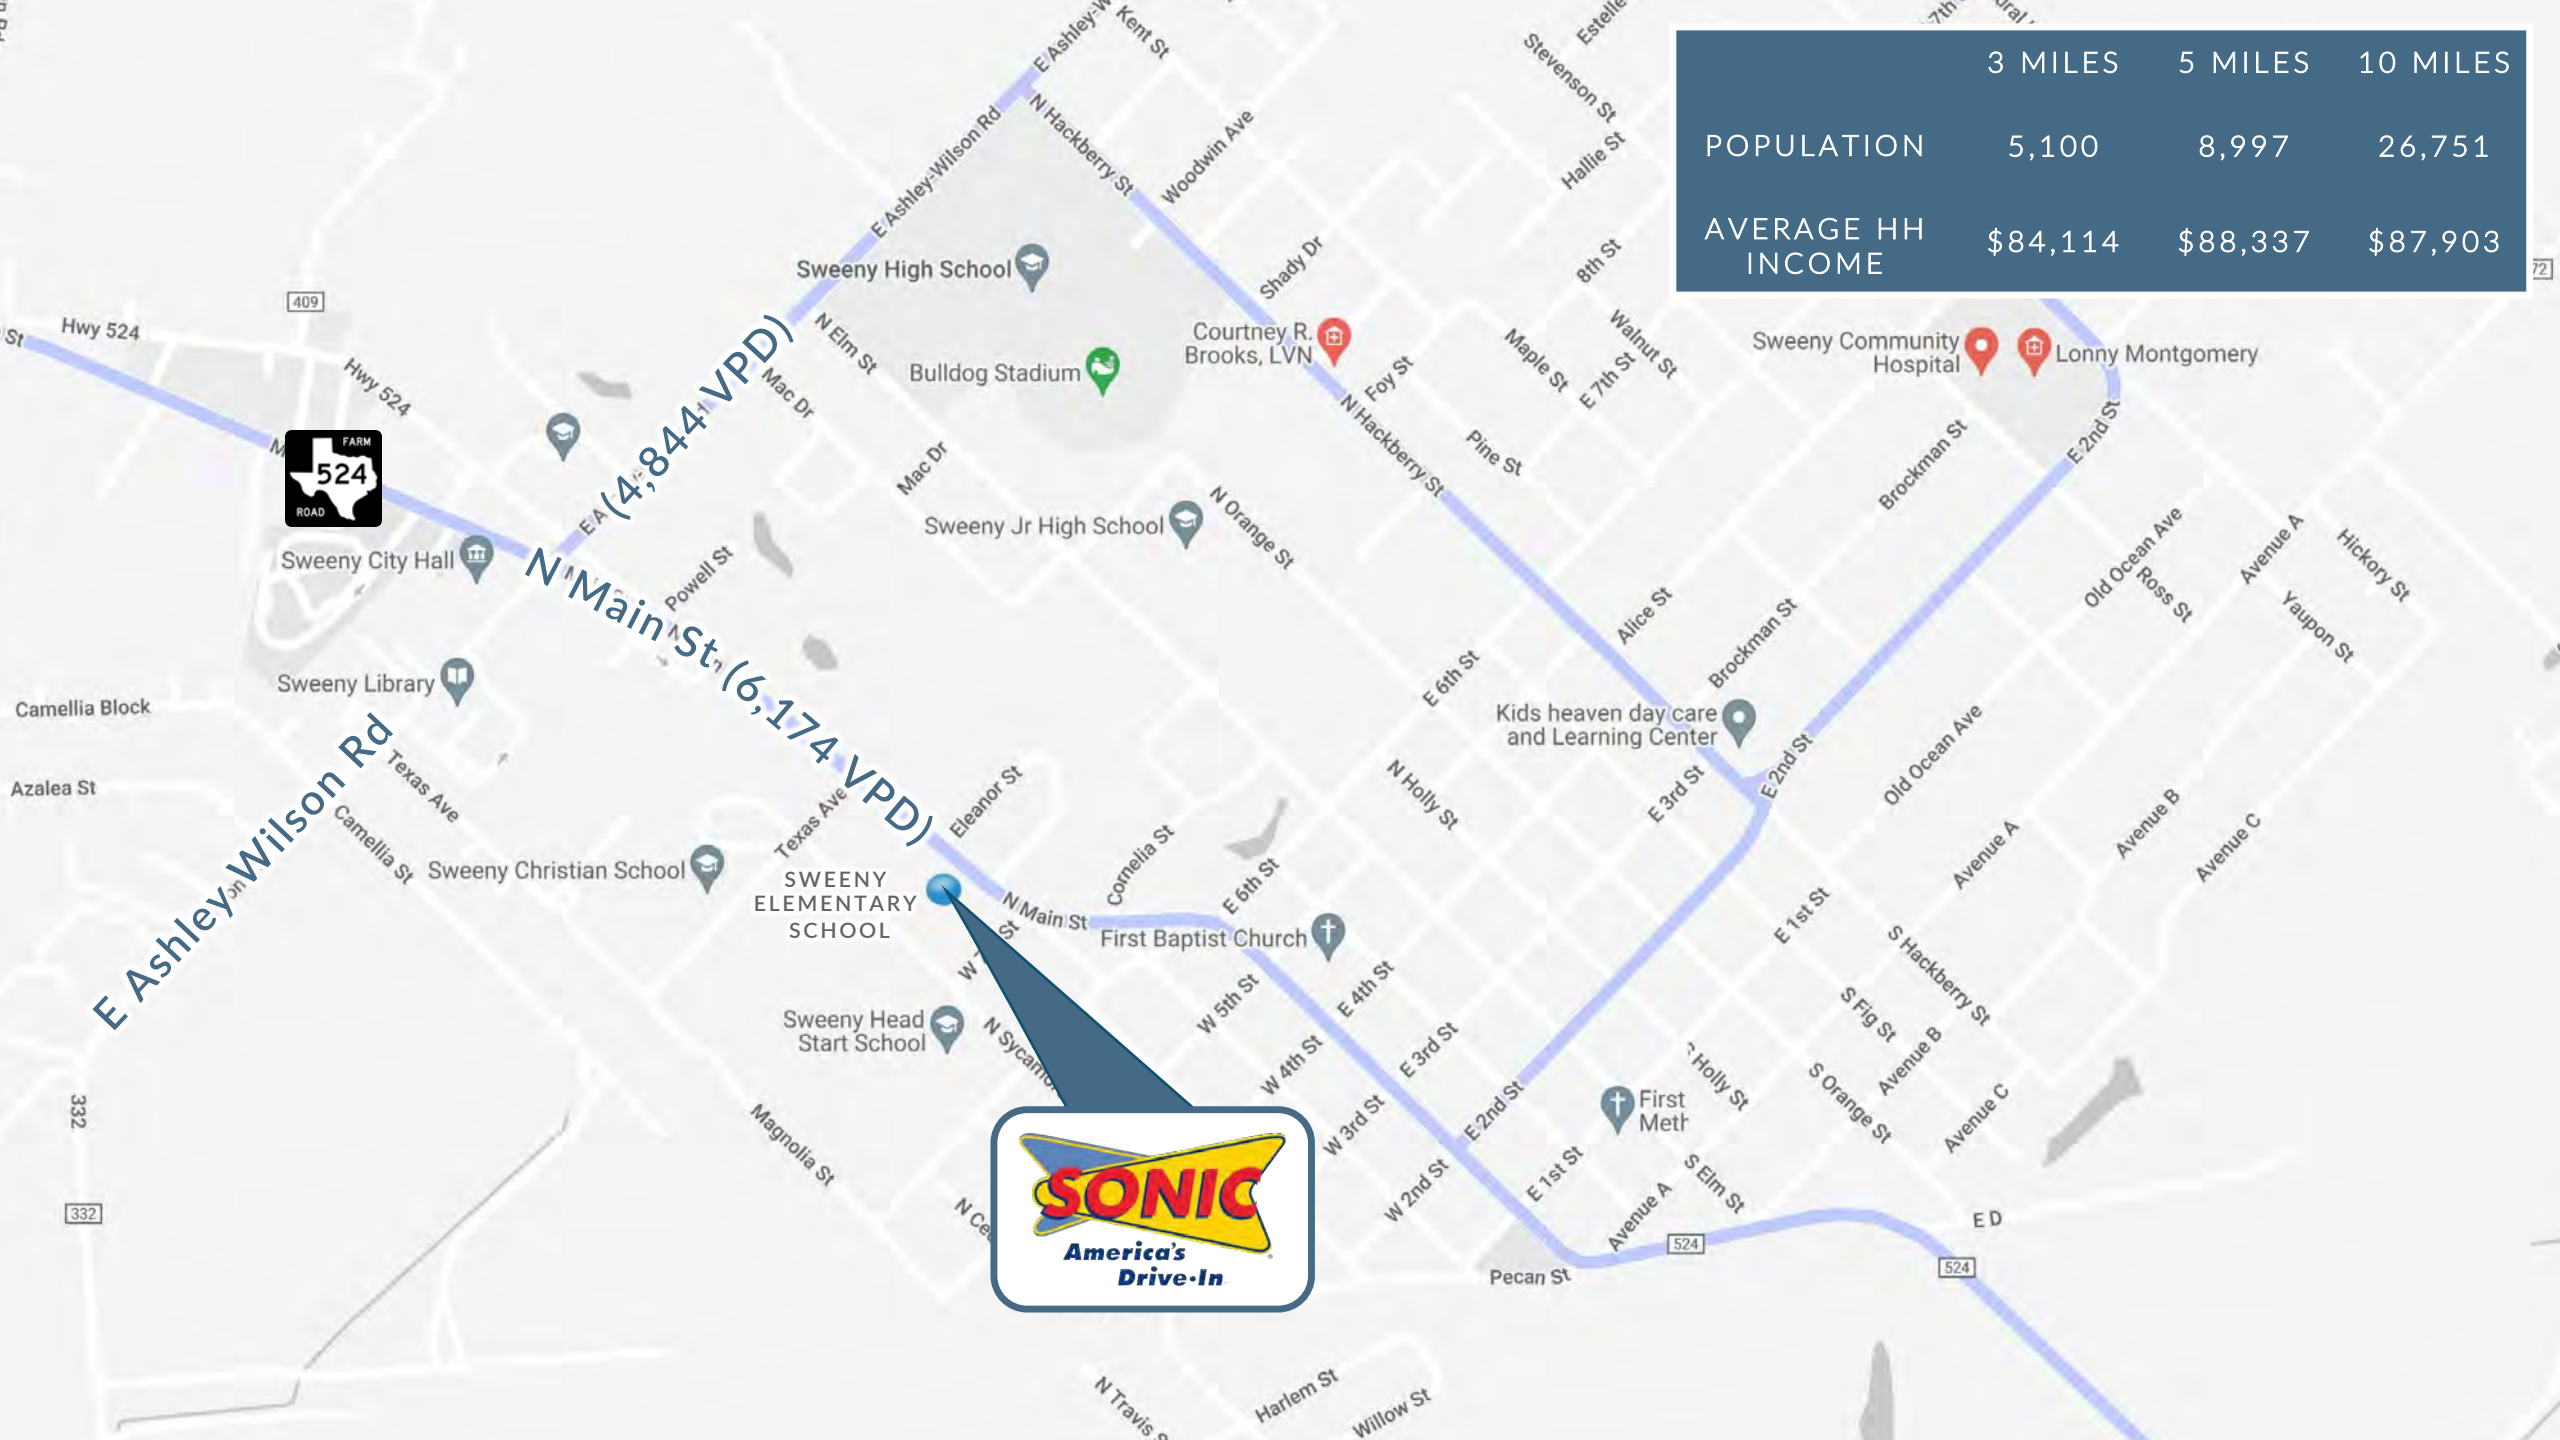 3 MILES 5 MILES 10 MILES
POPULATION 5,100 8,997 26,751
AVERAGE HH
INCOME
$84,114 $88,337 $87,903
Kent St
Stevenson St
Hallie St
Woodwin Ave
N Hackberry St
E Ashley-Wilson Rd
E Ashley-Wilson Rd
Sweeny High School
Shady Dr
8th St
409
Hwy 524
St
Hwy 524
N Elm St
Mac Dr
Bulldog Stadium
Courtney R.
Brooks, LVN
Foy St
Maple St
Walnut St
E 7th St
Sweeny Community
Hospital
Lonny Montgomery
72
(4,844 VPD)
FARM
524
ROAD
Mac Dr
N Hackberry St
Pine St
Brockman St
E 2nd St
Sweeny Jr High School
N Orange St
Sweeny City Hall
N Main St (6,174 VPD)
Powell St
Old Ocean Ave
Ross St
Avenue A
Hickory St
Yaupon St
Alice St
Brockman St
E 6th St
Sweeny Library
Camellia Block
Azalea St
E Ashley Wilson Rd
Texas Ave
Camellia St
Kids heaven day care
and Learning Center
E 2nd St
Old Ocean Ave
N Holly St
E 3rd St
Eleanor St
Texas Ave
Sweeny Christian School
SWEENY
ELEMENTARY
SCHOOL
Cornelia St
E 6th St
N Main St
First Baptist Church
Avenue A
Avenue B
Avenue C
E 1st St
S Hackberry St
S Fig St
Avenue B
W 5th St
E 4th St
W 4th St
E 3rd St
Sweeny Head
Start School
332
W 3rd St
E 2nd St
First
Meth
Holly St
S Orange St
Avenue C
Magnolia St
W 2nd St
E 1st St
S Elm St
Avenue A
332
524
E D
524
Pecan St
SONIC
America's
Drive-In
N Travis
Harlem St
Willow St